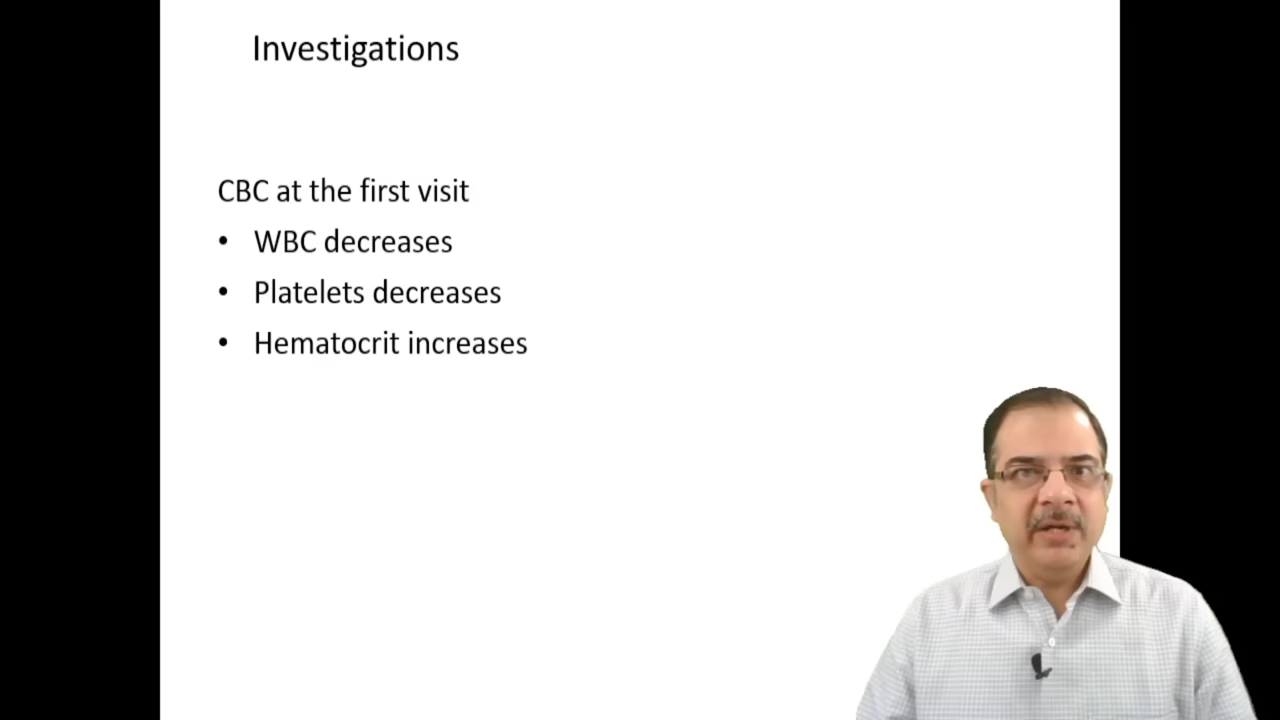 Investigations
CBC at the first visit
• WBC decreases
• Platelets decreases
• Hematocrit increases